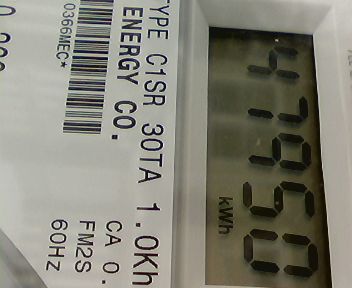 47950
kWh
TYPE C1SR 30TA 1.0Kh
ENERGY CO.
CA 0.
FM2S
60HZ
0366MEC*